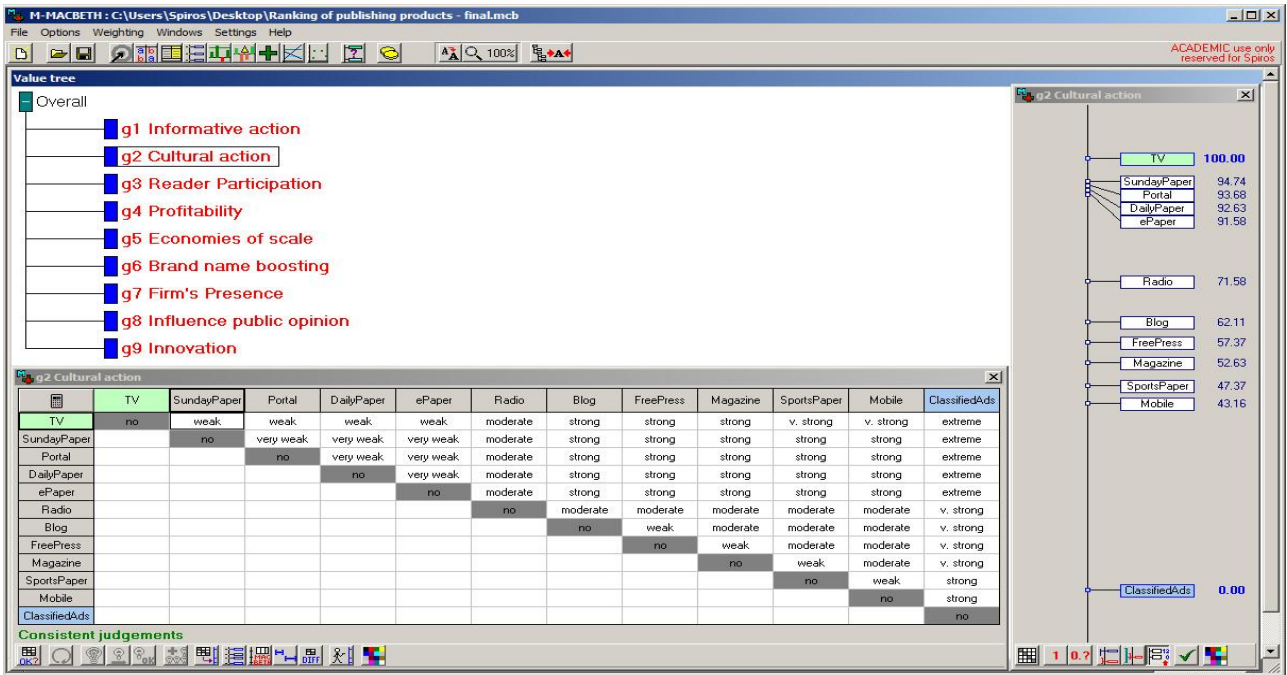 M-MACBETH : C:\Users\Spiros\Desktop\Ranking of publishing products - final.mcb
File Options Weighting Windows Settings Help
100%
ACADEMIC use only
reserved for Spiros
Value tree
Overall
g1 Informative action
g2 Cultural action
g3 Reader Participation
g4 Profitability
g5 Economies of scale
g6 Brand name boosting
g7 Firm's Presence
g8 Influence public opinion
g9 Innovation
g2 Cultural action
TV 100.00
SundayPaper 94.74
Portal 93.68
DailyPaper 92.63
ePaper 91.58
Radio 71.58
Blog 62.11
FreePress 57.37
Magazine 52.63
SportsPaper 47.37
Mobile 43.16
ClassifiedAds 0.00
g2 Cultural action
TV SundayPaper Portal DailyPaper ePaper Radio Blog FreePress Magazine SportsPaper Mobile ClassifiedAds
TV no weak weak weak weak moderate strong strong strong v. strong v. strong extreme
SundayPaper no very weak very weak very weak moderate strong strong strong strong strong extreme
Portal no very weak very weak moderate strong strong strong strong strong extreme
DailyPaper no very weak moderate strong strong strong strong strong extreme
ePaper no moderate strong strong strong strong strong extreme
Radio no moderate moderate moderate moderate moderate v. strong
Blog no weak moderate moderate moderate v. strong
FreePress no weak moderate moderate v. strong
Magazine no weak moderate v. strong
SportsPaper no weak strong
Mobile no strong
ClassifiedAds no
Consistent judgements
OK? OK DIFF
1 0.?